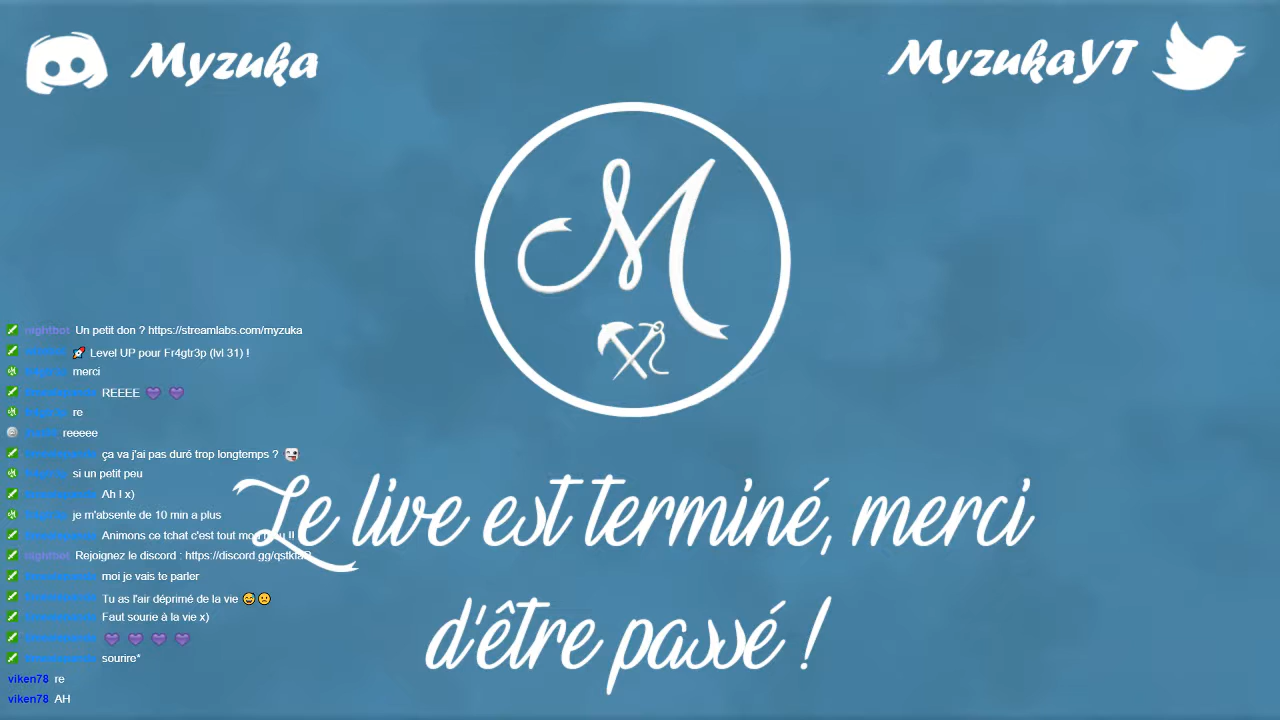 Myzuka
MyzukaYT
M
nightbot Un petit don ? https://streamlabs.com/myzuka
Level UP pour Fr4gtr3p (lvl 31) !
merci
REEEE
re
reeeee
ça va j'ai pas duré trop longtemps ?
si un petit peu
Ah ! x)
je m'absente de 10 min a plus
Animons ce tchat c'est tout
nightbot Rejoignez le discord :
moi je vais te parler
Tu as l'air déprimé de la vie
Faut sourie à la vie x)
sourire*
viken78 re
viken78 AH
Le live est terminé, merci
d'être passé !